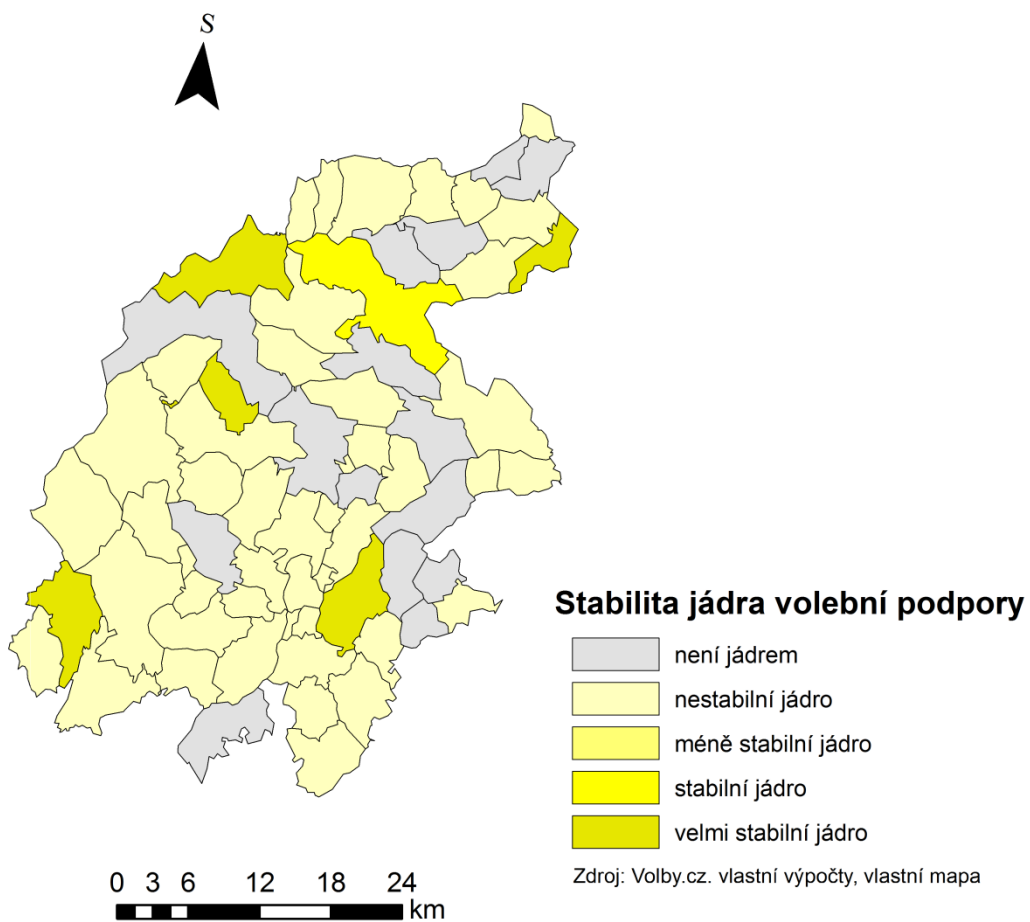 S
Stabilita jádra volební podpory
není jádrem
nestabilní jádro
méně stabilní jádro
stabilní jádro
velmi stabilní jádro
Zdroj: Volby.cz. vlastní výpočty, vlastní mapa
0 3 6 12 18 24
km